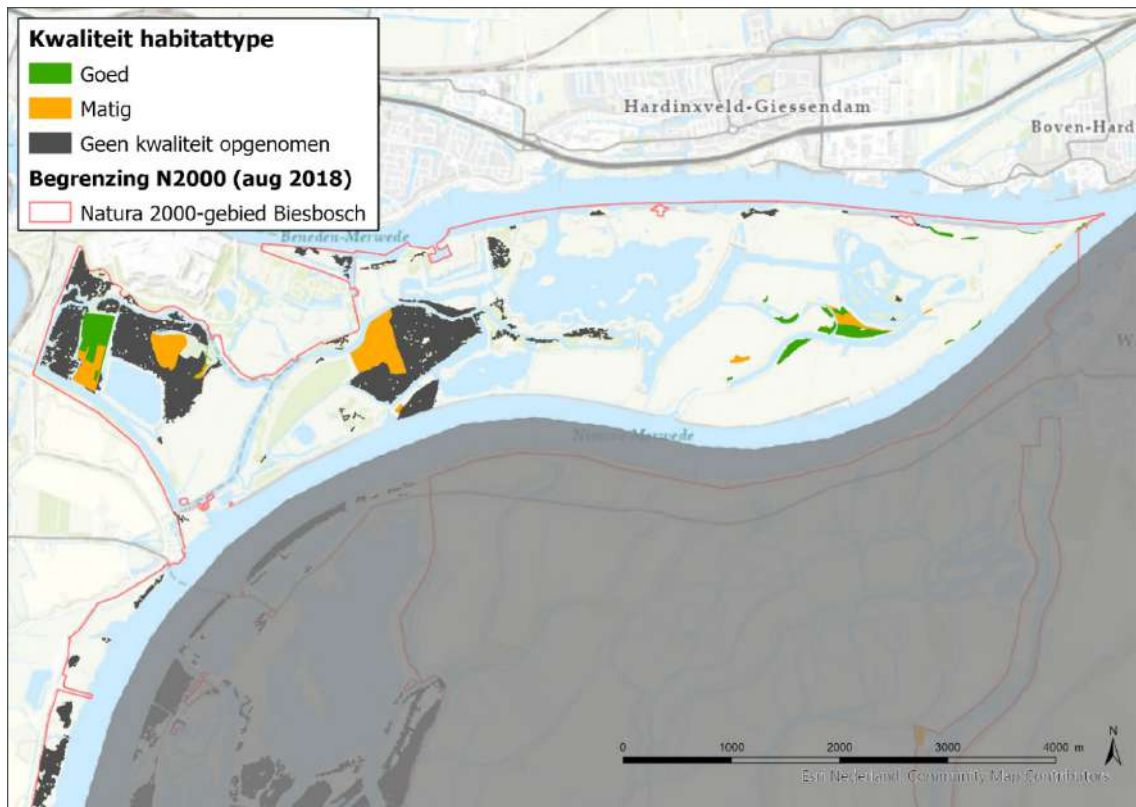 Kwaliteit habitattype
Goed
Matig
Geen kwaliteit opgenomen
Begrenzing N2000 (aug 2018)
Natura 2000-gebied Biesbosch
Hardinxveld-Giessendam
Boven-Hard
Beneden-Merwede
Nieuwe Merwede
0 1000 2000 3000 4000 m
N
Esri Nederland, Community Map Contributors